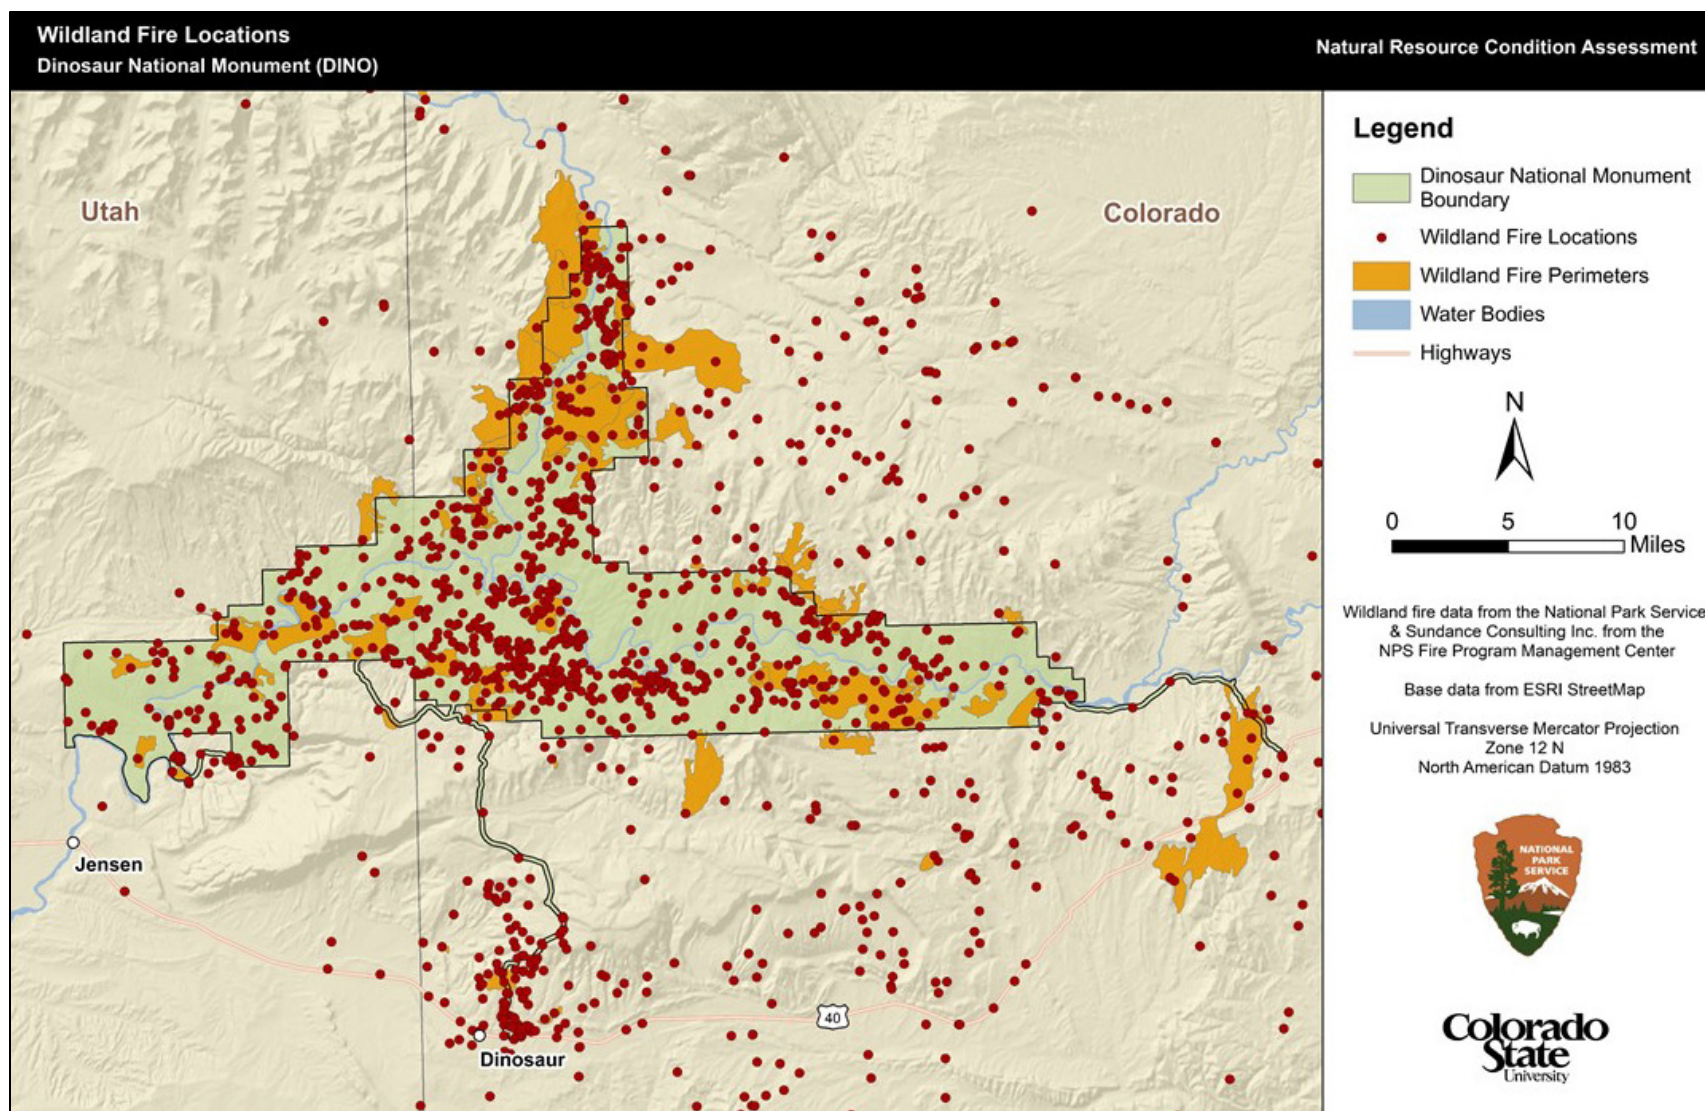 Wildland Fire Locations
Dinosaur National Monument (DINO)
Natural Resource Condition Assessment
Utah
Colorado
Jensen
Dinosaur
40
Legend
Dinosaur National Monument
Boundary
Wildland Fire Locations
Wildland Fire Perimeters
Water Bodies
Highways
N
0 5 10
Miles
Wildland fire data from the National Park Service
& Sundance Consulting Inc. from the
NPS Fire Program Management Center
Base data from ESRI StreetMap
Universal Transverse Mercator Projection
Zone 12 N
North American Datum 1983
NATIONAL
PARK
SERVICE
Colorado
State
University